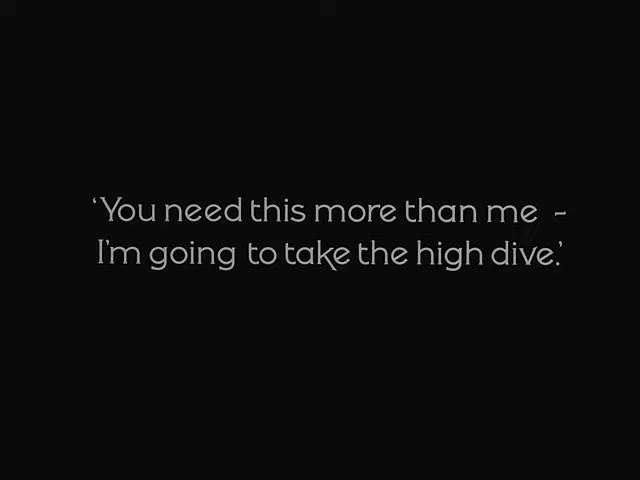 ‘You need this more than me -
I'm going to take the high dive.’